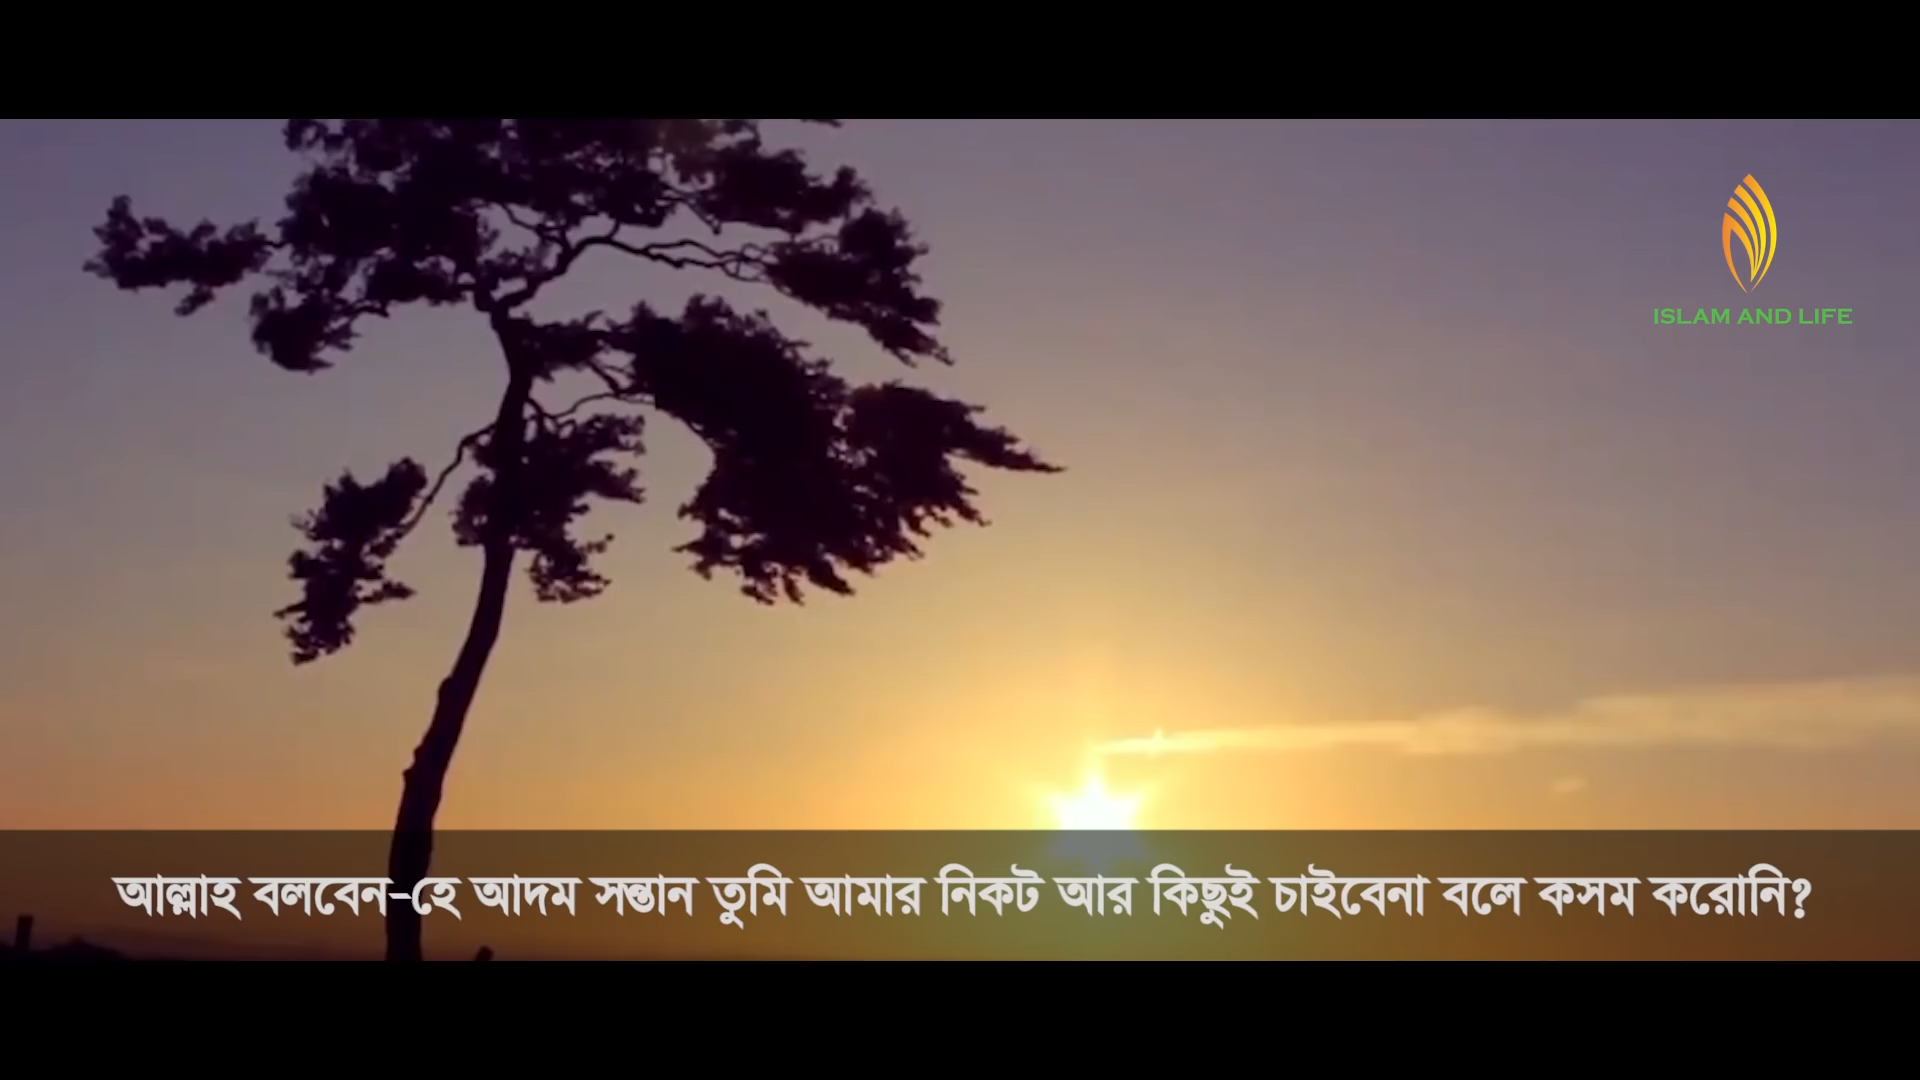 ISLAM AND LIFE
আল্লাহ বলবেন-হে আদম সন্তান তুমি আমার নিকট আর কিছুই চাইবেনা বলে কসম করোনি?